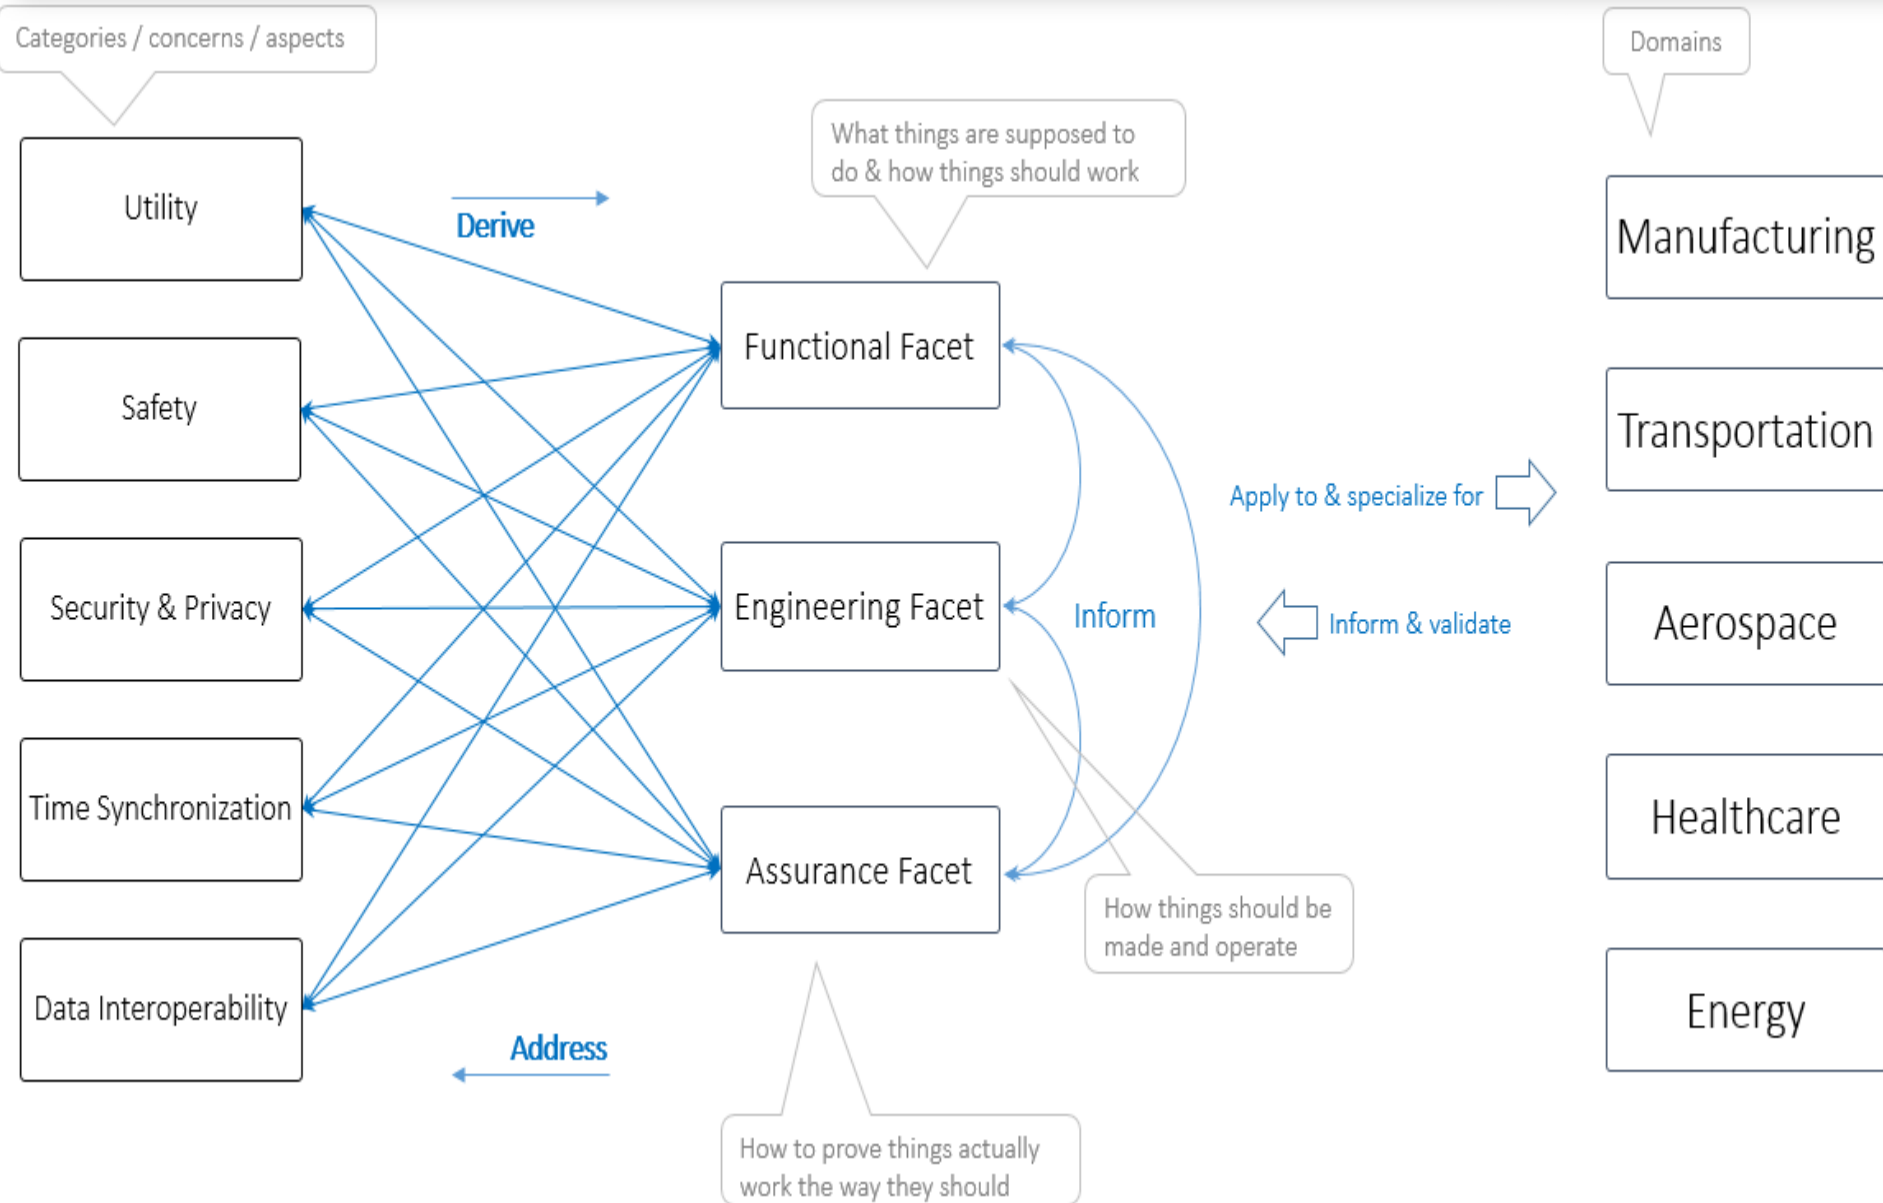 Categories / concerns / aspects
Domains
What things are supposed to
do & how things should work
Utility
Derive
Manufacturing
Functional Facet
Safety
Transportation
Apply to & specialize for
Security & Privacy
Engineering Facet
Inform
Inform & validate
Aerospace
Time Synchronization
Assurance Facet
Healthcare
How things should be
made and operate
Data Interoperability
Energy
Address
How to prove things actually
work the way they should